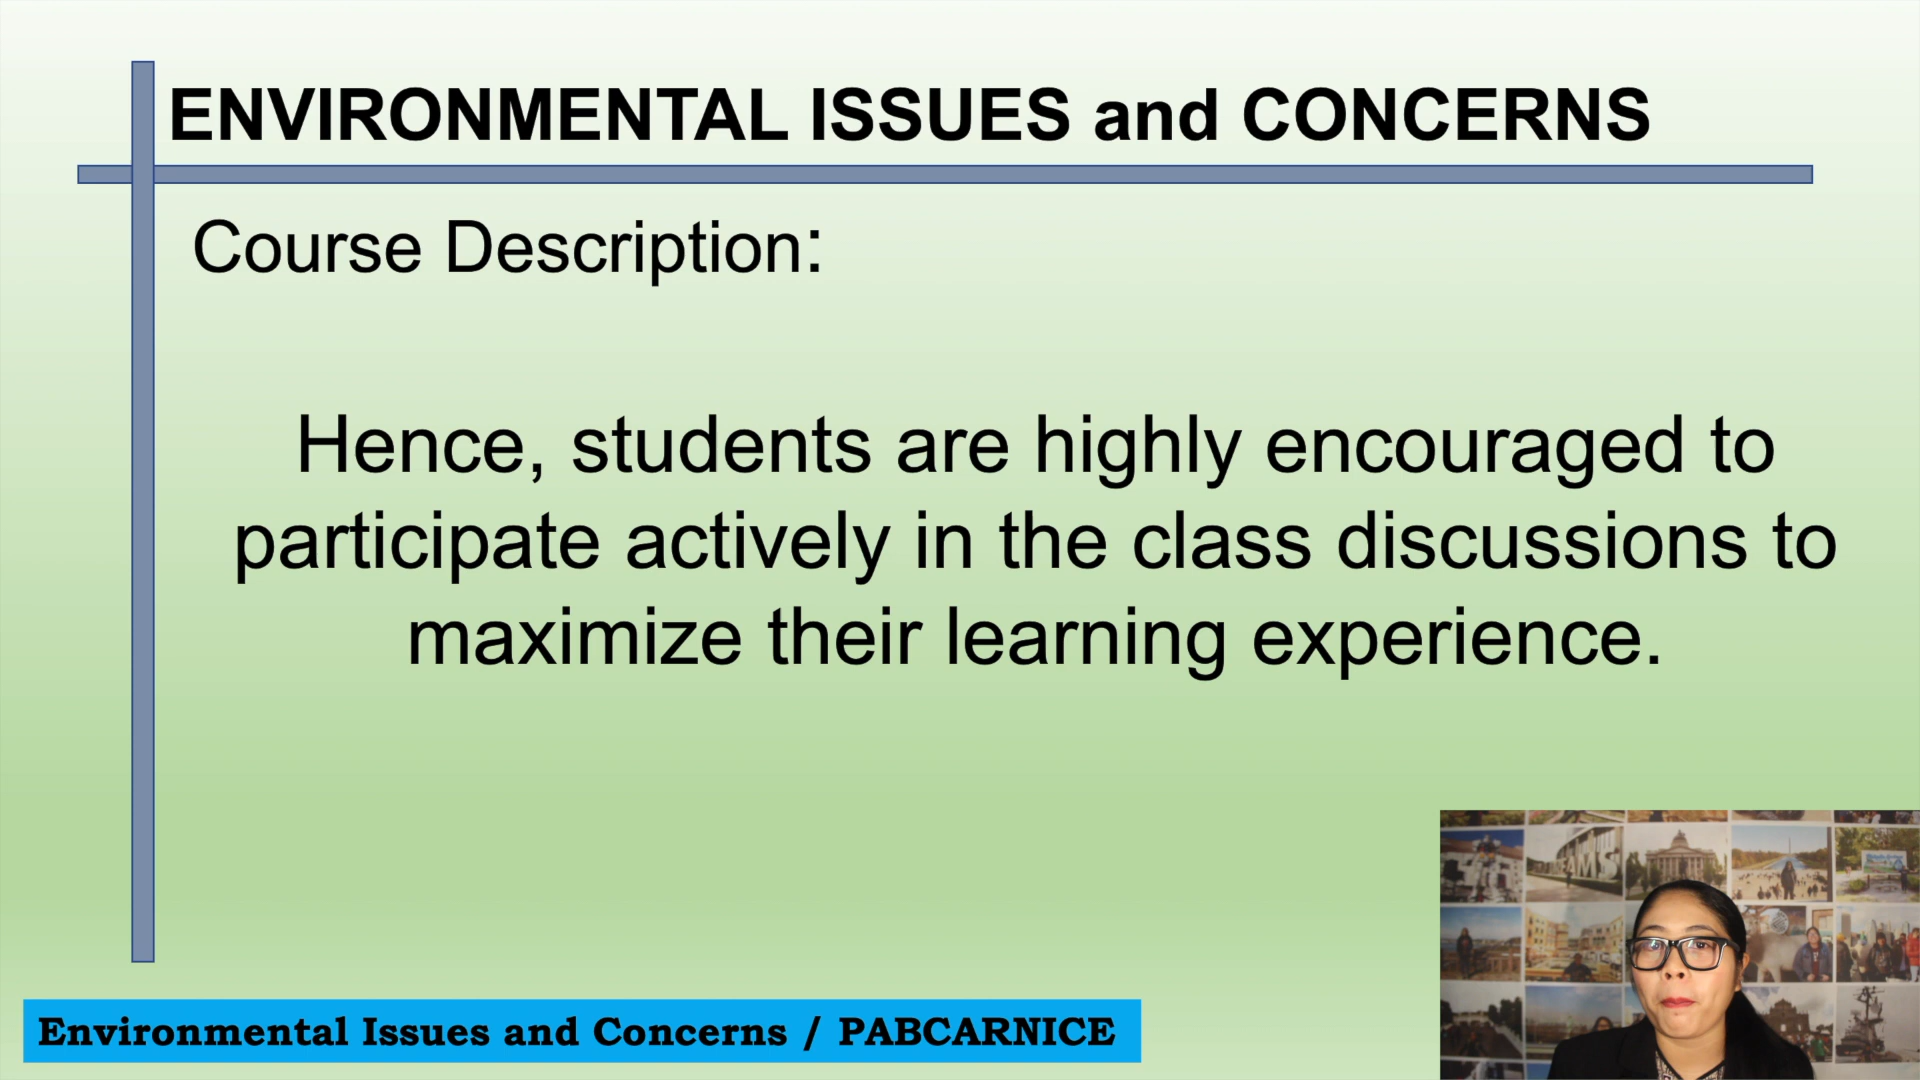 ENVIRONMENTAL ISSUES and CONCERNS
Course Description:
Hence, students are highly encouraged to
participate actively in the class discussions to
maximize their learning experience.
Environmental Issues and Concerns / PABCARNICE